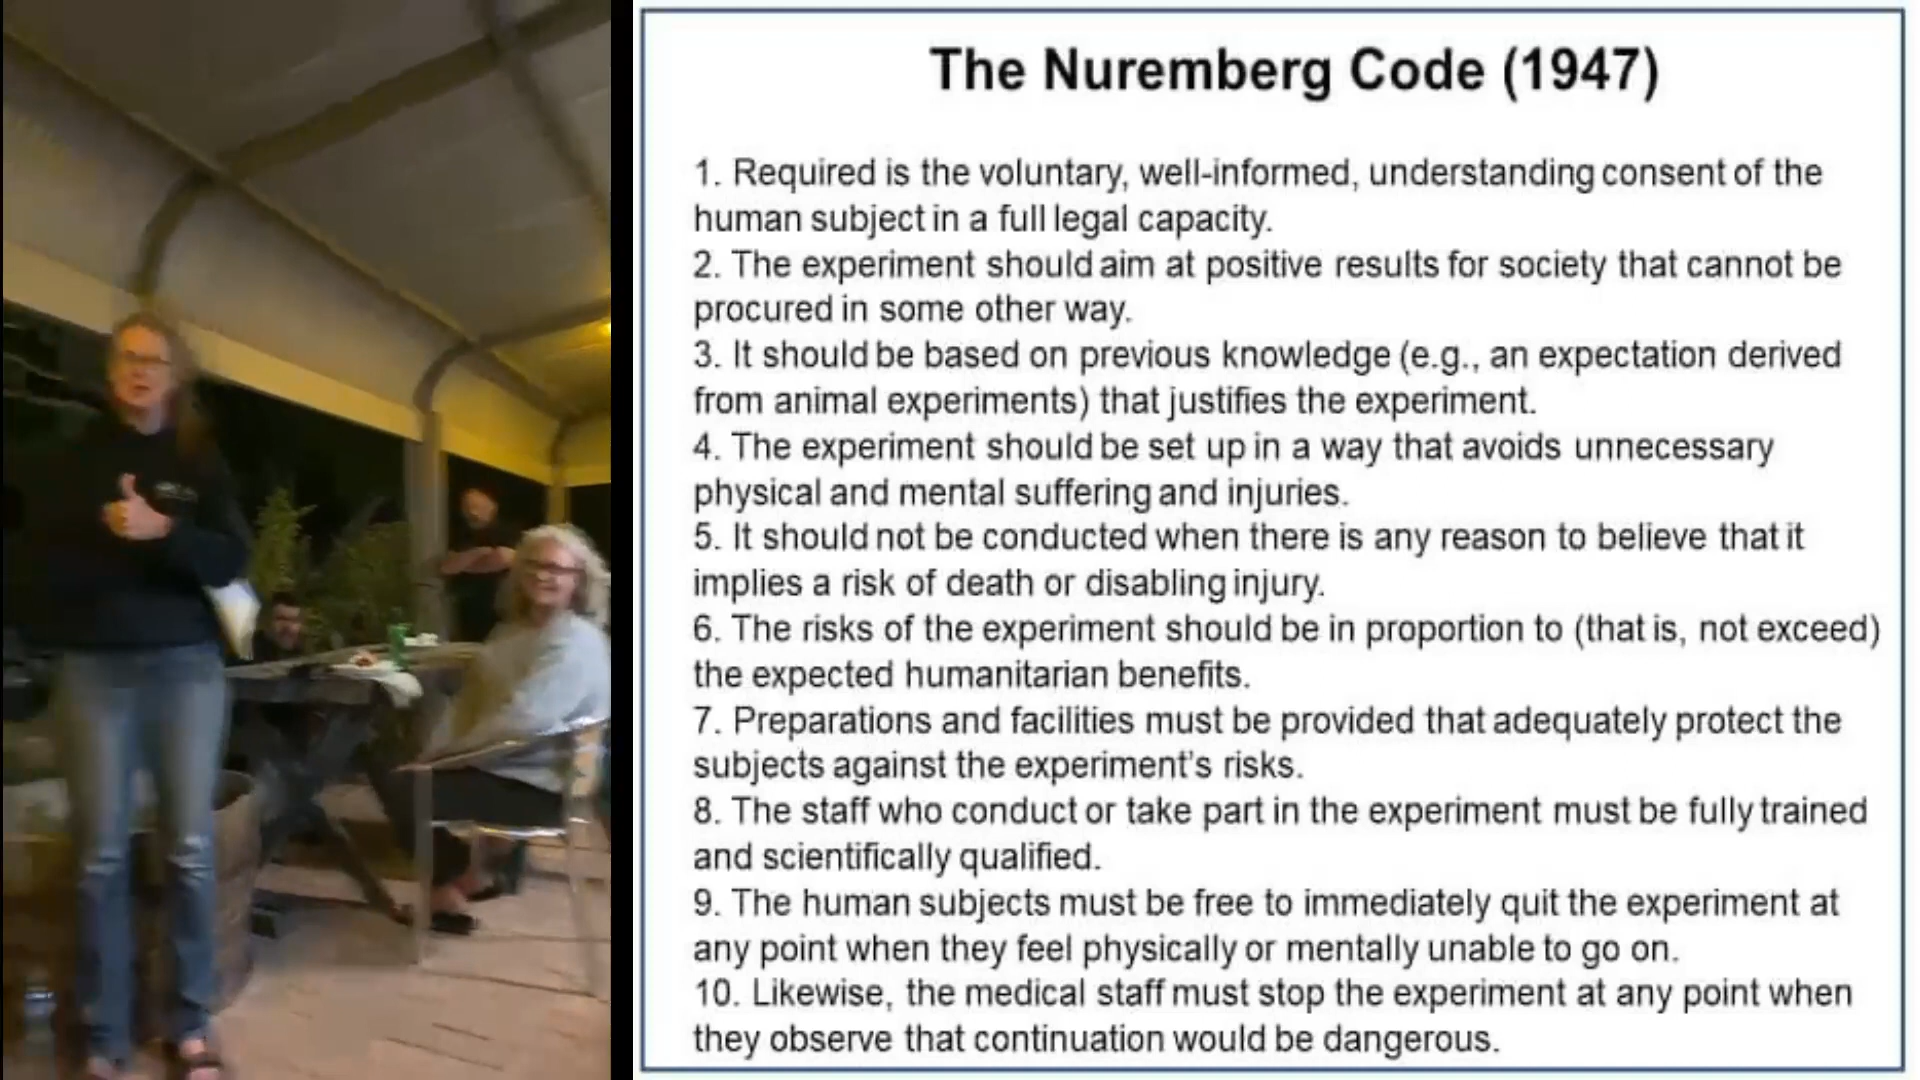 The Nuremberg Code (1947)
1. Required is the voluntary, well-informed, understanding consent of the
human subject in a full legal capacity.
2. The experiment should aim at positive results for society that cannot be
procured in some other way.
3. It should be based on previous knowledge (e.g., an expectation derived
from animal experiments) that justifies the experiment.
4. The experiment should be set up in a way that avoids unnecessary
physical and mental suffering and injuries.
5. It should not be conducted when there is any reason to believe that it
implies a risk of death or disabling injury.
6. The risks of the experiment should be in proportion to (that is, not exceed)
the expected humanitarian benefits.
7. Preparations and facilities must be provided that adequately protect the
subjects against the experiment's risks.
8. The staff who conduct or take part in the experiment must be fully trained
and scientifically qualified.
9. The human subjects must be free to immediately quit the experiment at
any point when they feel physically or mentally unable to go on.
10. Likewise, the medical staff must stop the experiment at any point when
they observe that continuation would be dangerous.